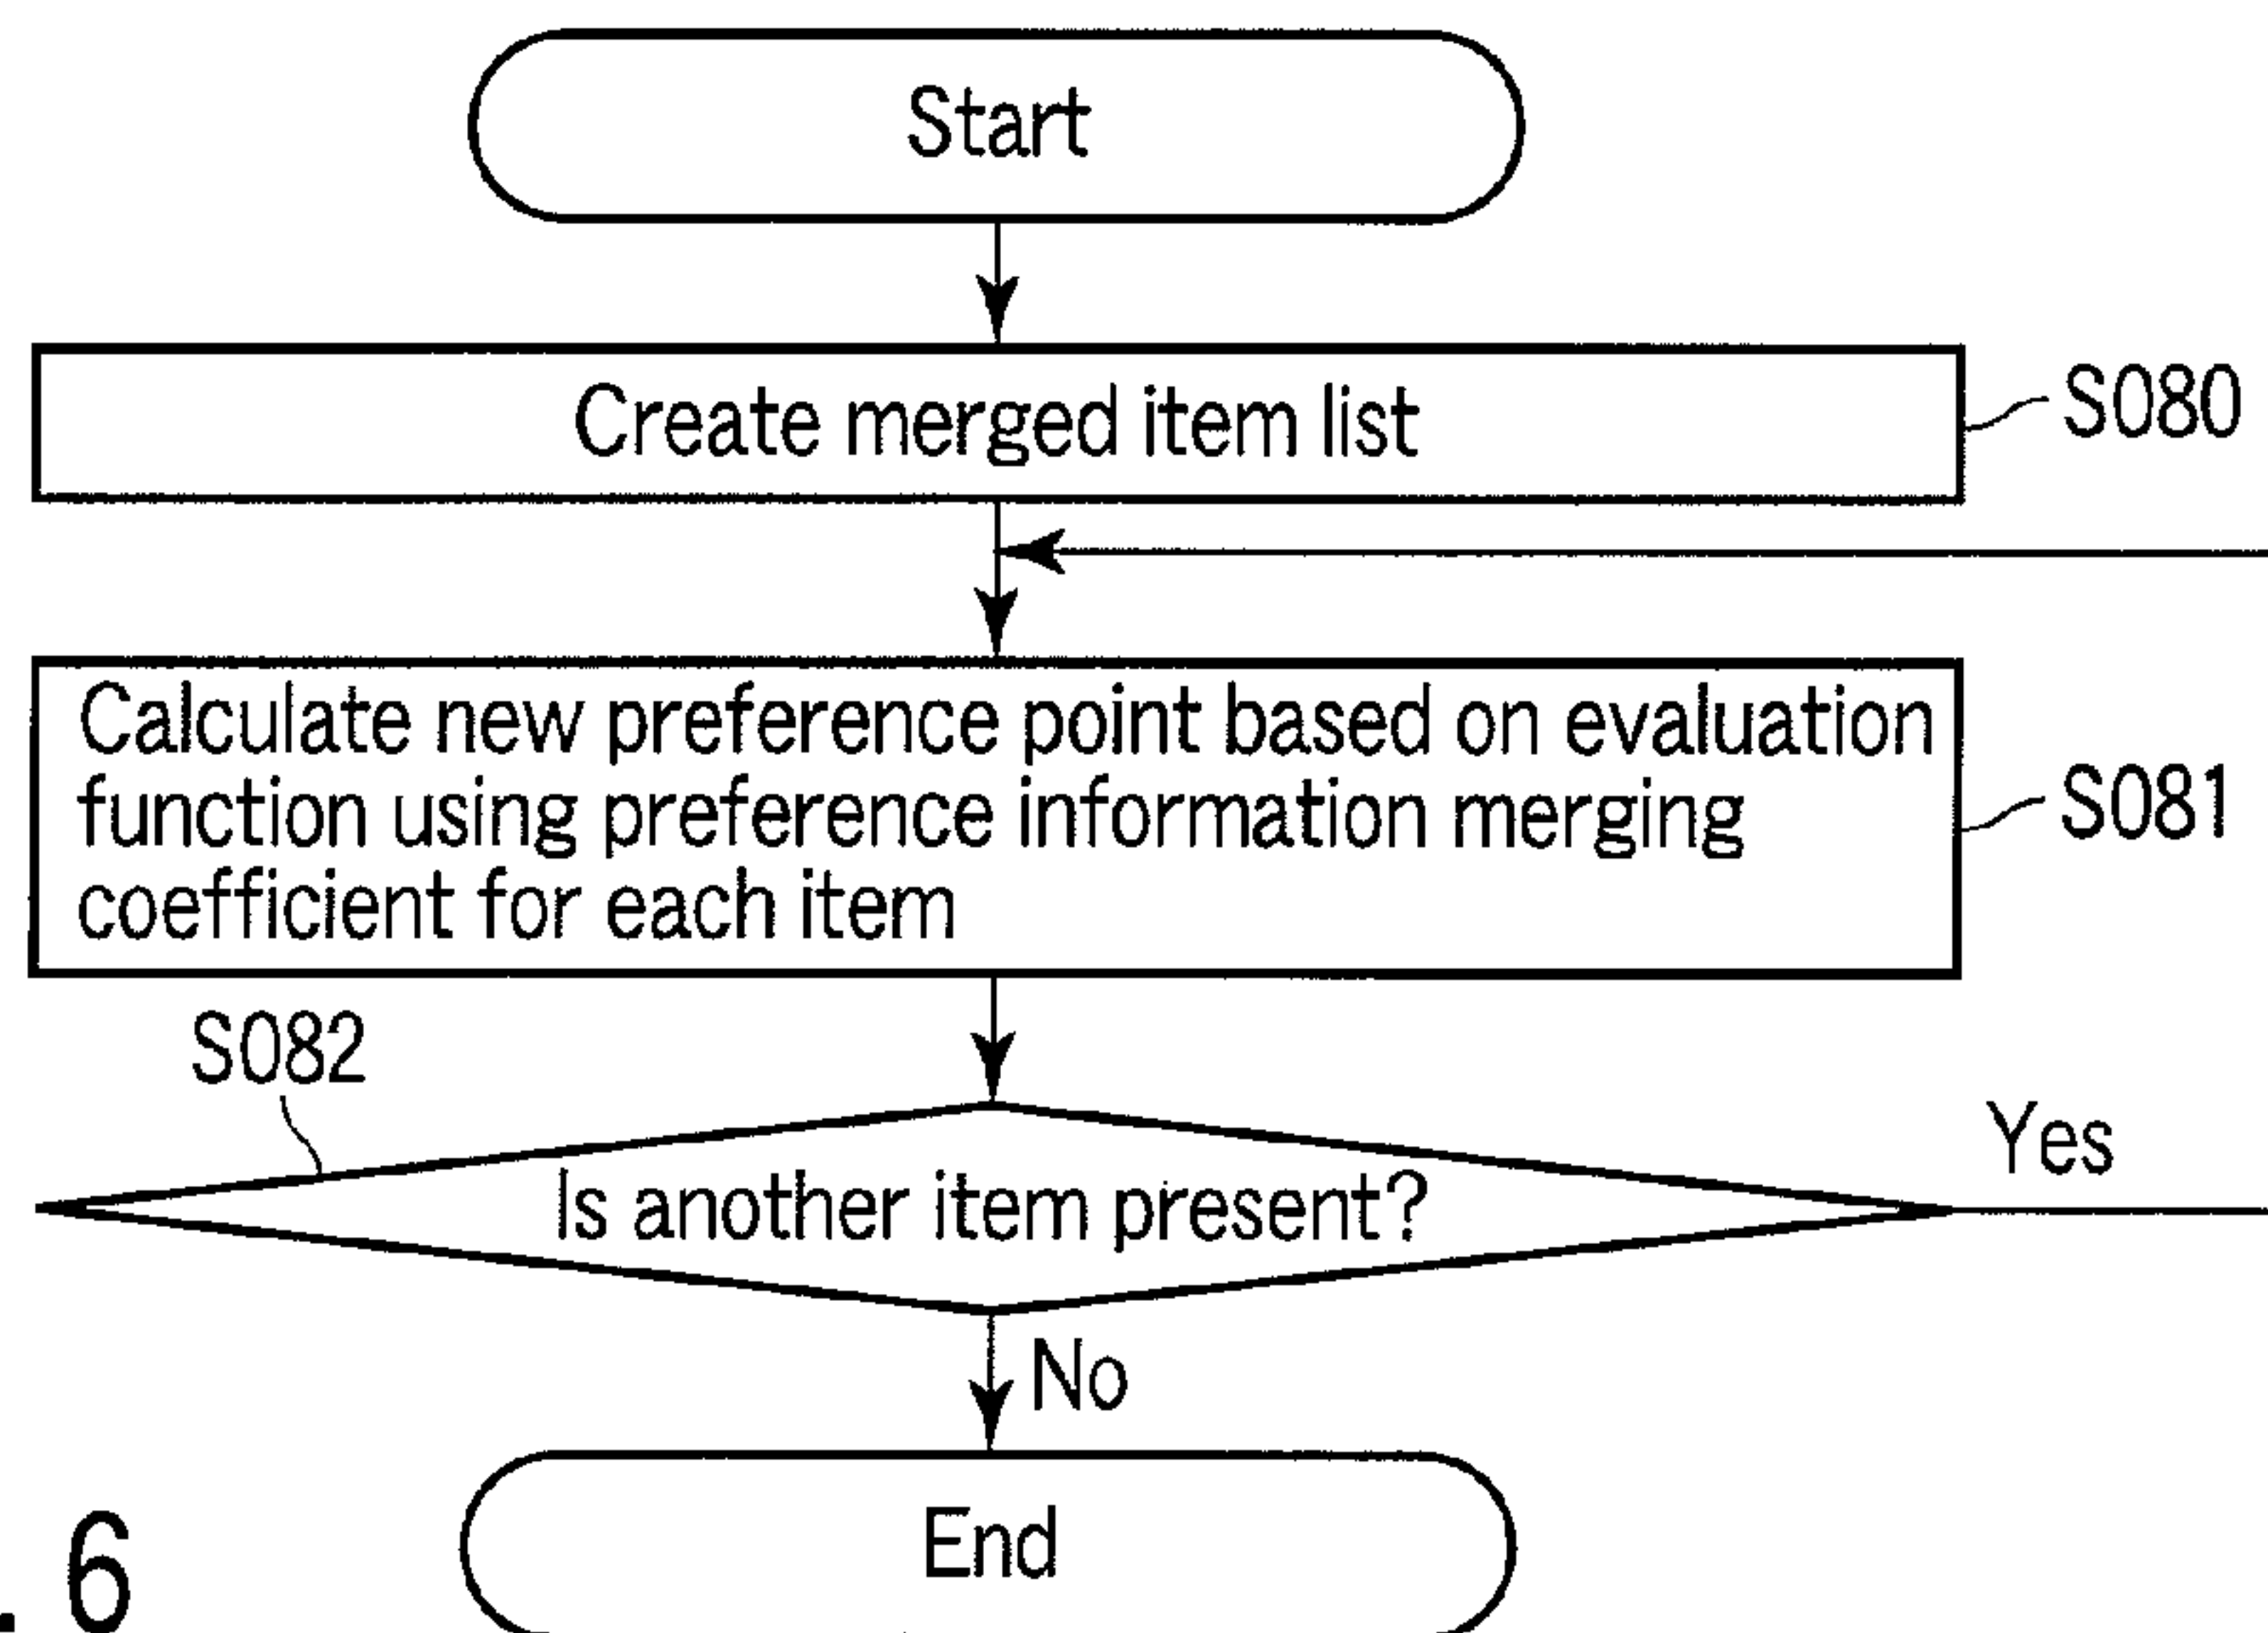 Start
Create merged item list
S080
Calculate new preference point based on evaluation
function using preference information merging
coefficient for each item
S081
S082
Is another item present?
Yes
No
End
. 6